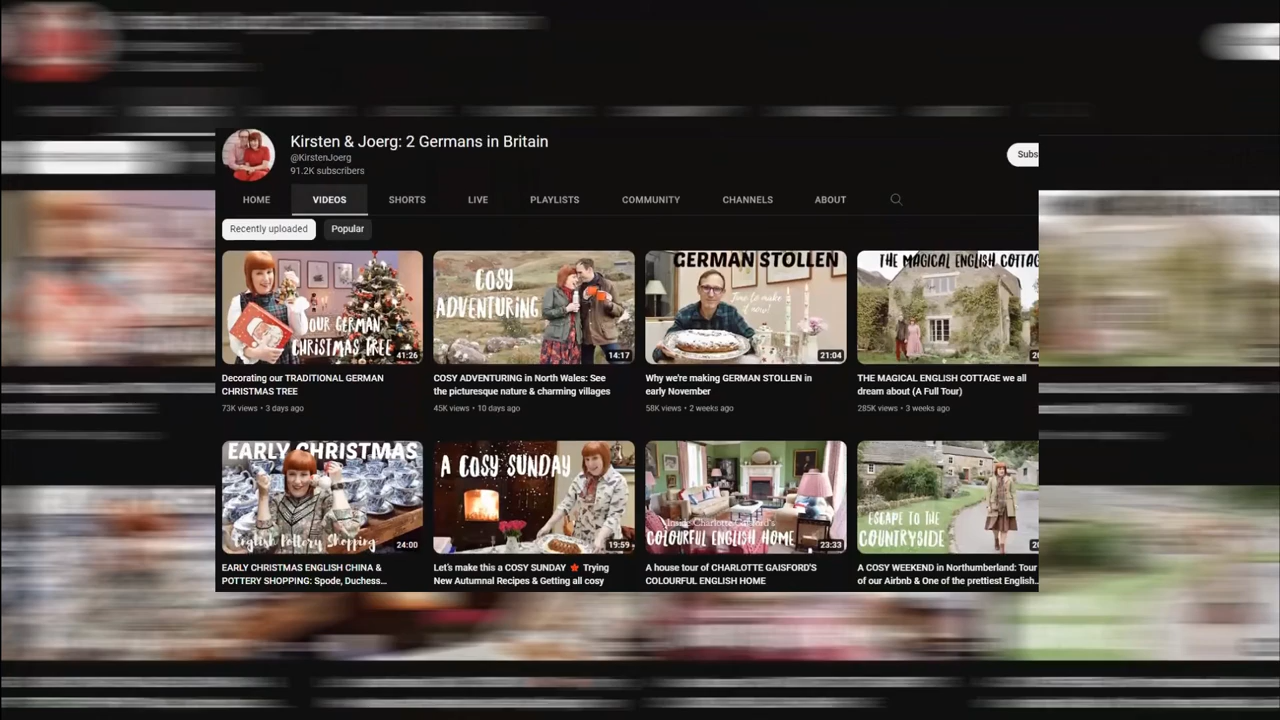 Kirsten & Joerg: 2 Germans in Britain
@KirstenJoerg
91.2K subscribers
Subs
HOME VIDEOS SHORTS LIVE PLAYLISTS COMMUNITY CHANNELS ABOUT
Recently uploaded Popular
OUR GERMAN
CHRISTMAS TREE
41:26
COSY
ADVENTURING
14:17
GERMAN STOLLEN
Time to make
it now!
21:04
THE MAGICAL ENGLISH COTTAG
20
Decorating our TRADITIONAL GERMAN
CHRISTMAS TREE
73K views • 3 days ago
COSY ADVENTURING in North Wales: See
the picturesque nature & charming villages
45K views • 10 days ago
Why we're making GERMAN STOLLEN in
early November
58K views • 2 weeks ago
THE MAGICAL ENGLISH COTTAGE we all
dream about (A Full Tour)
285K views • 3 weeks ago
EARLY CHRISTMAS
English Pottery Shopping
24:00
A COSY SUNDAY
19:59
Inside Charlotte Gaisford's
COLOURFUL ENGLISH HOME
23:33
ESCAPE TO THE
COUNTRYSIDE
20
EARLY CHRISTMAS ENGLISH CHINA &
POTTERY SHOPPING: Spode, Duchess...
Let's make this a COSY SUNDAY 🍁 Trying
New Autumnal Recipes & Getting all cosy
A house tour of CHARLOTTE GAISFORD'S
COLOURFUL ENGLISH HOME
A COSY WEEKEND in Northumberland: Tour
of our Airbnb & One of the prettiest English...